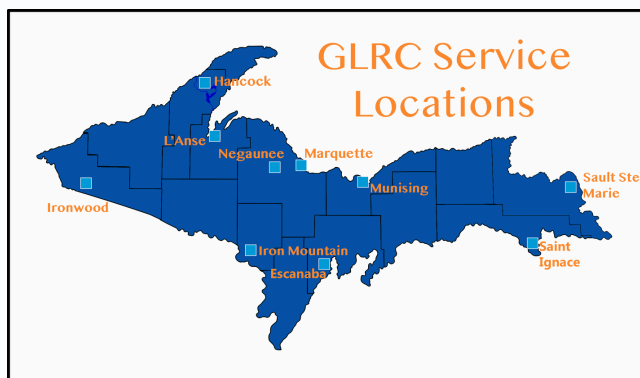 GLRC Service
Locations
Hancock
L'Anse
Negaunee
Marquette
Munising
Sault Ste
Marie
Ironwood
Iron Mountain
Escanaba
Saint
Ignace